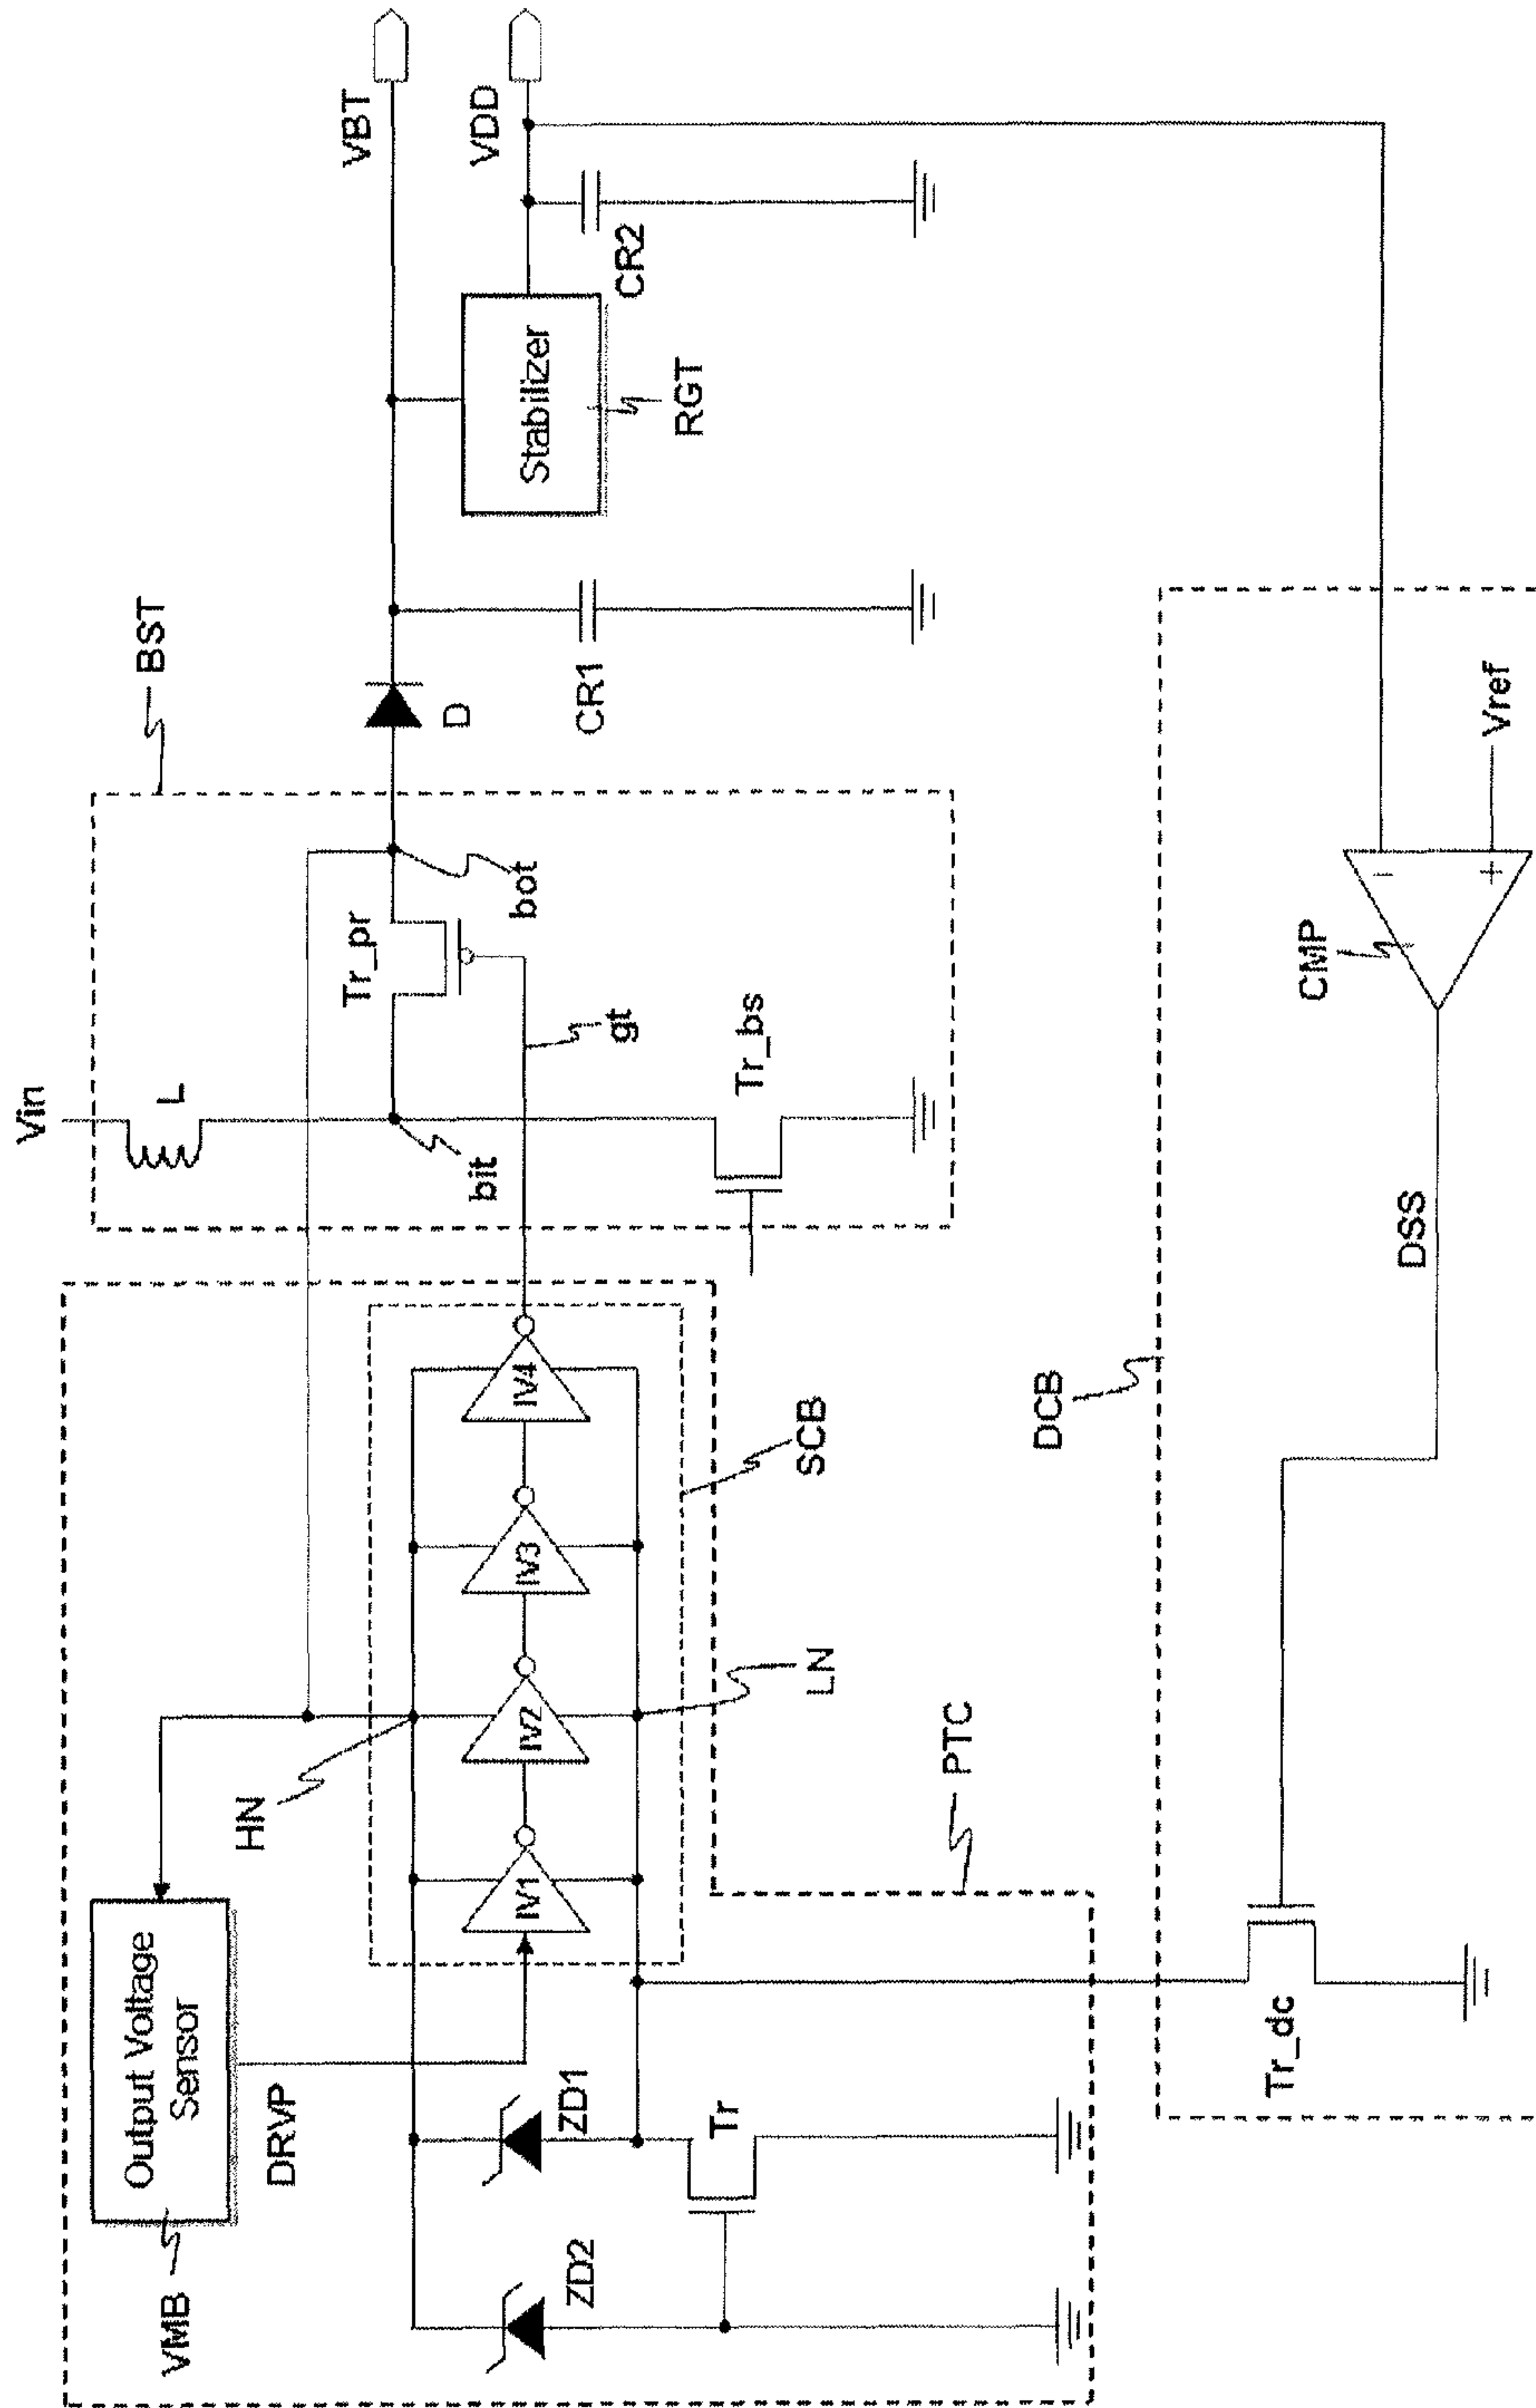 Vin
L
BST
VBT
VDD
Tr_pr
bit
bot
D
gt
Tr_bs
CR1
Stabilizer
RGT
CR2
Output Voltage
Sensor
VMB
DRVP
HN
IV1
IV2
IV3
IV4
SCB
LN
ZD1
ZD2
Tr
PTC
DCB
Tr_dc
DSS
CMP
-
+
Vref